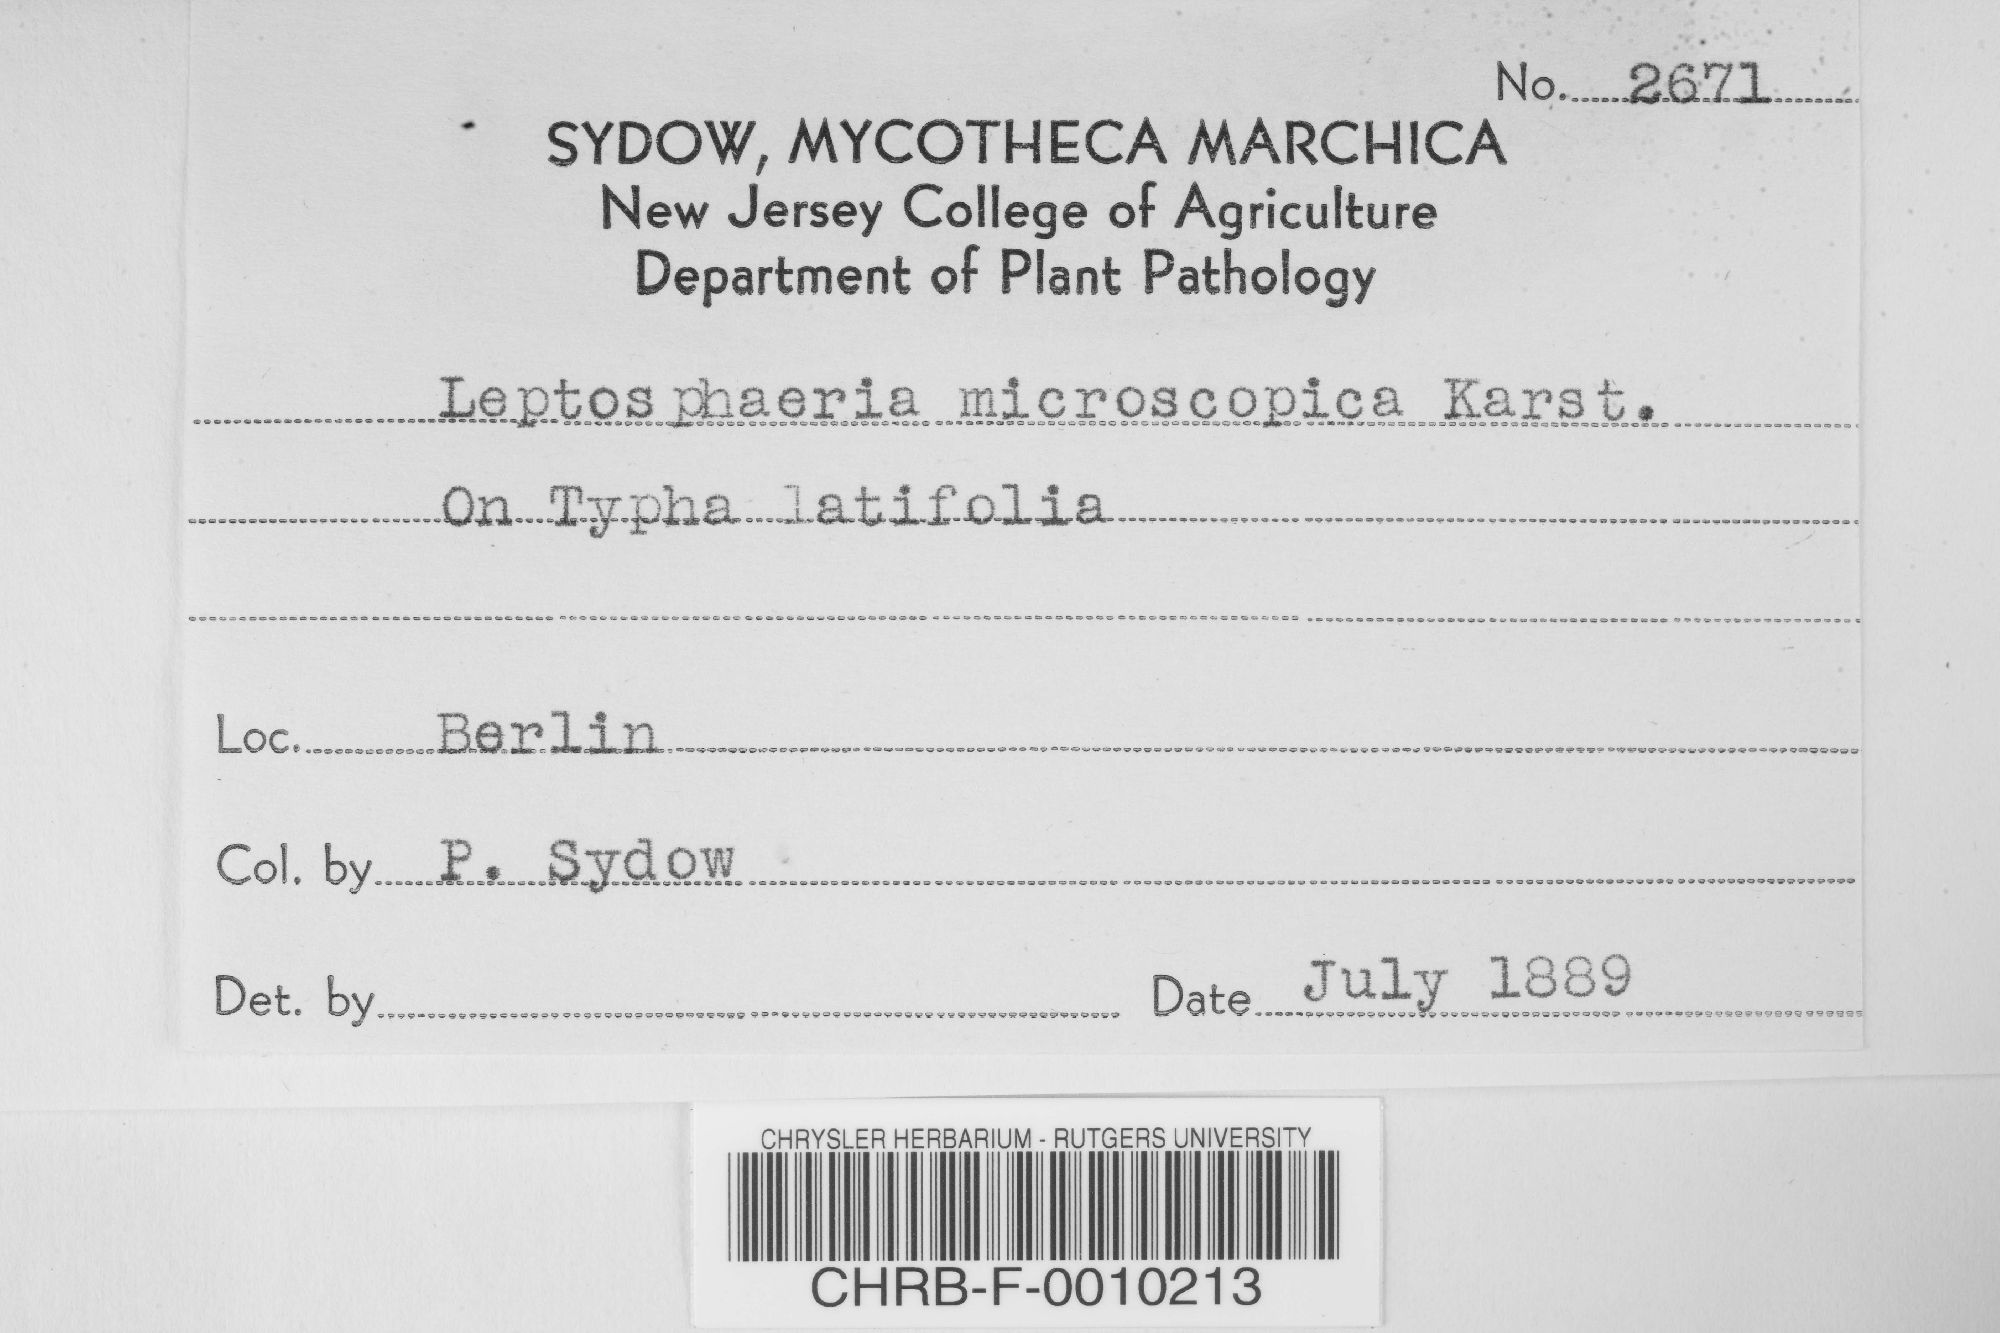 No. 2671
SYDOW, MYCOTHECA MARCHICA
New Jersey College of Agriculture
Department of Plant Pathology
Leptosphaeria microscopica Karst.
On Typha latifolia
Loc. Berlin
Col. by P. Sydow
Det. by Date July 1889
CHRYSLER HERBARIUM - RUTGERS UNIVERSITY
CHRB-F-0010213